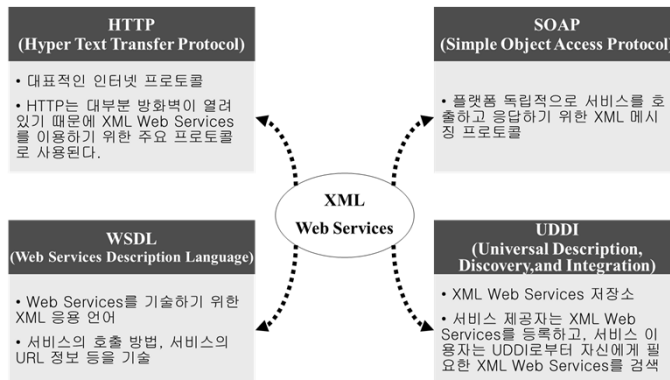 HTTP
(Hyper Text Transfer Protocol)
• 대표적인 인터넷 프로토콜
• HTTP는 대부분 방화벽이 열려
있기 때문에 XML Web Services
를 이용하기 위한 주요 프로토콜
로 사용된다.
SOAP
(Simple Object Access Protocol)
• 플랫폼 독립적으로 서비스를 호
출하고 응답하기 위한 XML 메시
징 프로토콜
XML
Web Services
WSDL
(Web Services Description Language)
• Web Services를 기술하기 위한
XML 응용 언어
• 서비스의 호출 방법, 서비스의
URL 정보 등을 기술
UDDI
(Universal Description,
Discovery,and Integration)
• XML Web Services 저장소
• 서비스 제공자는 XML Web
Services를 등록하고, 서비스 이
용자는 UDDI로부터 자신에게 필
요한 XML Web Services를 검색